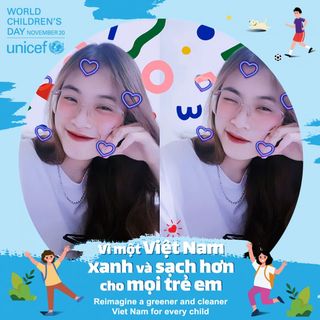 WORLD
CHILDREN'S
DAY NOVEMBER 20
unicef
Vì một Việt Nam
xanh và sạch hơn
cho mọi trẻ em
Reimagine a greener and cleaner
Viet Nam for every child